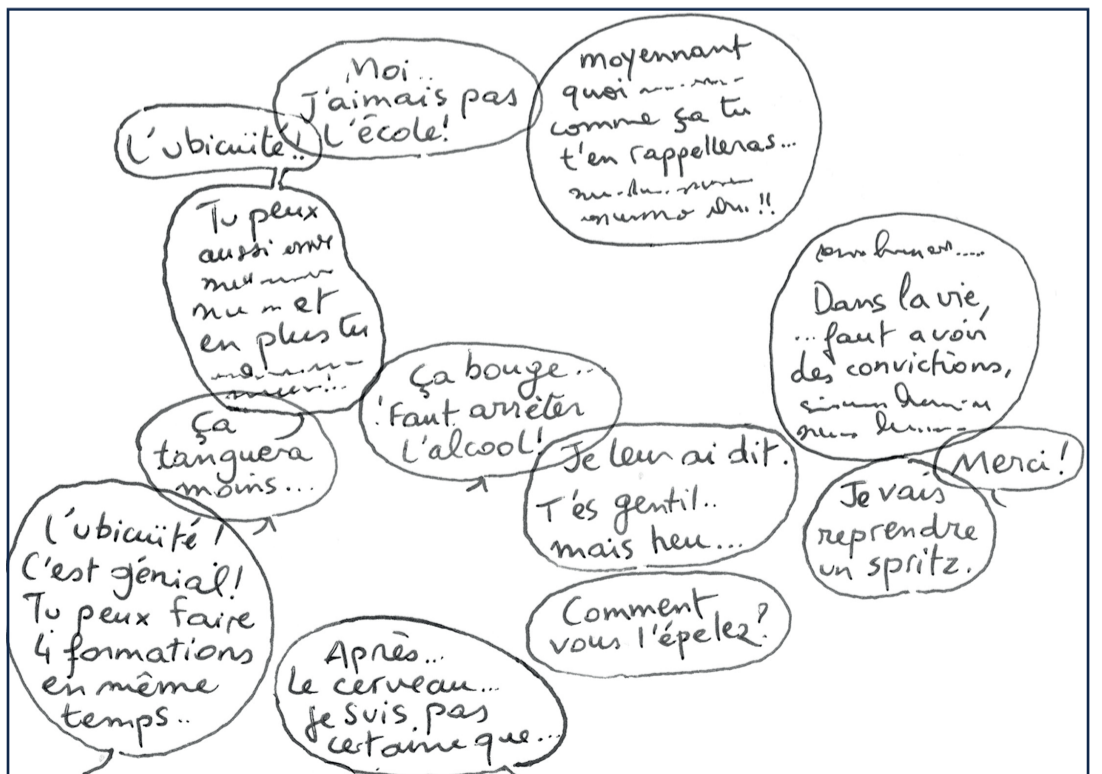 Moi..
J'aimais pas
L'école!
moyennant
quoi
comme ça tu
t'en rappelleras...
!!
L'ubicuïté!
Tu peux
aussi
et
en plus tu
Dans la vie,
...faut avoir
des convictions,
Ça bouge...
Faut arrêter
L'alcool!
Ça
tanguera
moins...
Je leur ai dit.
T'és gentil..
mais heu...
Merci!
Je vais
reprendre
un spritz.
L'ubicuïté!
C'est génial!
Tu peux faire
4 formations
en même
temps..
Comment
vous l'épelez?
Après...
Le cerveau...
Je suis pas
certaine que...